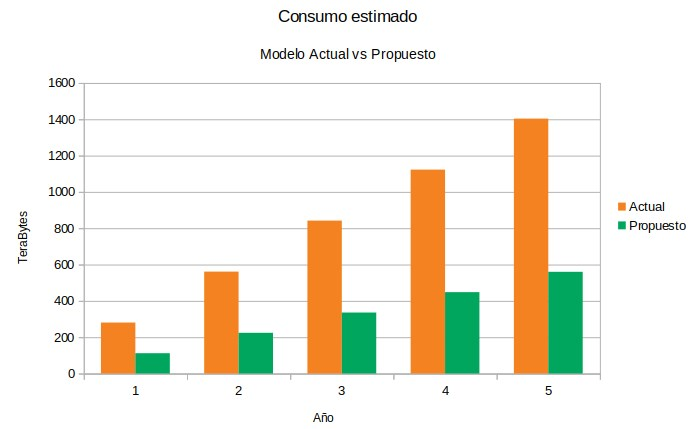 Consumo estimado
Modelo Actual vs Propuesto
1600
1400
1200
1000
800
600
400
200
0
TeraBytes
1 2 3 4 5
Año
Actual
Propuesto